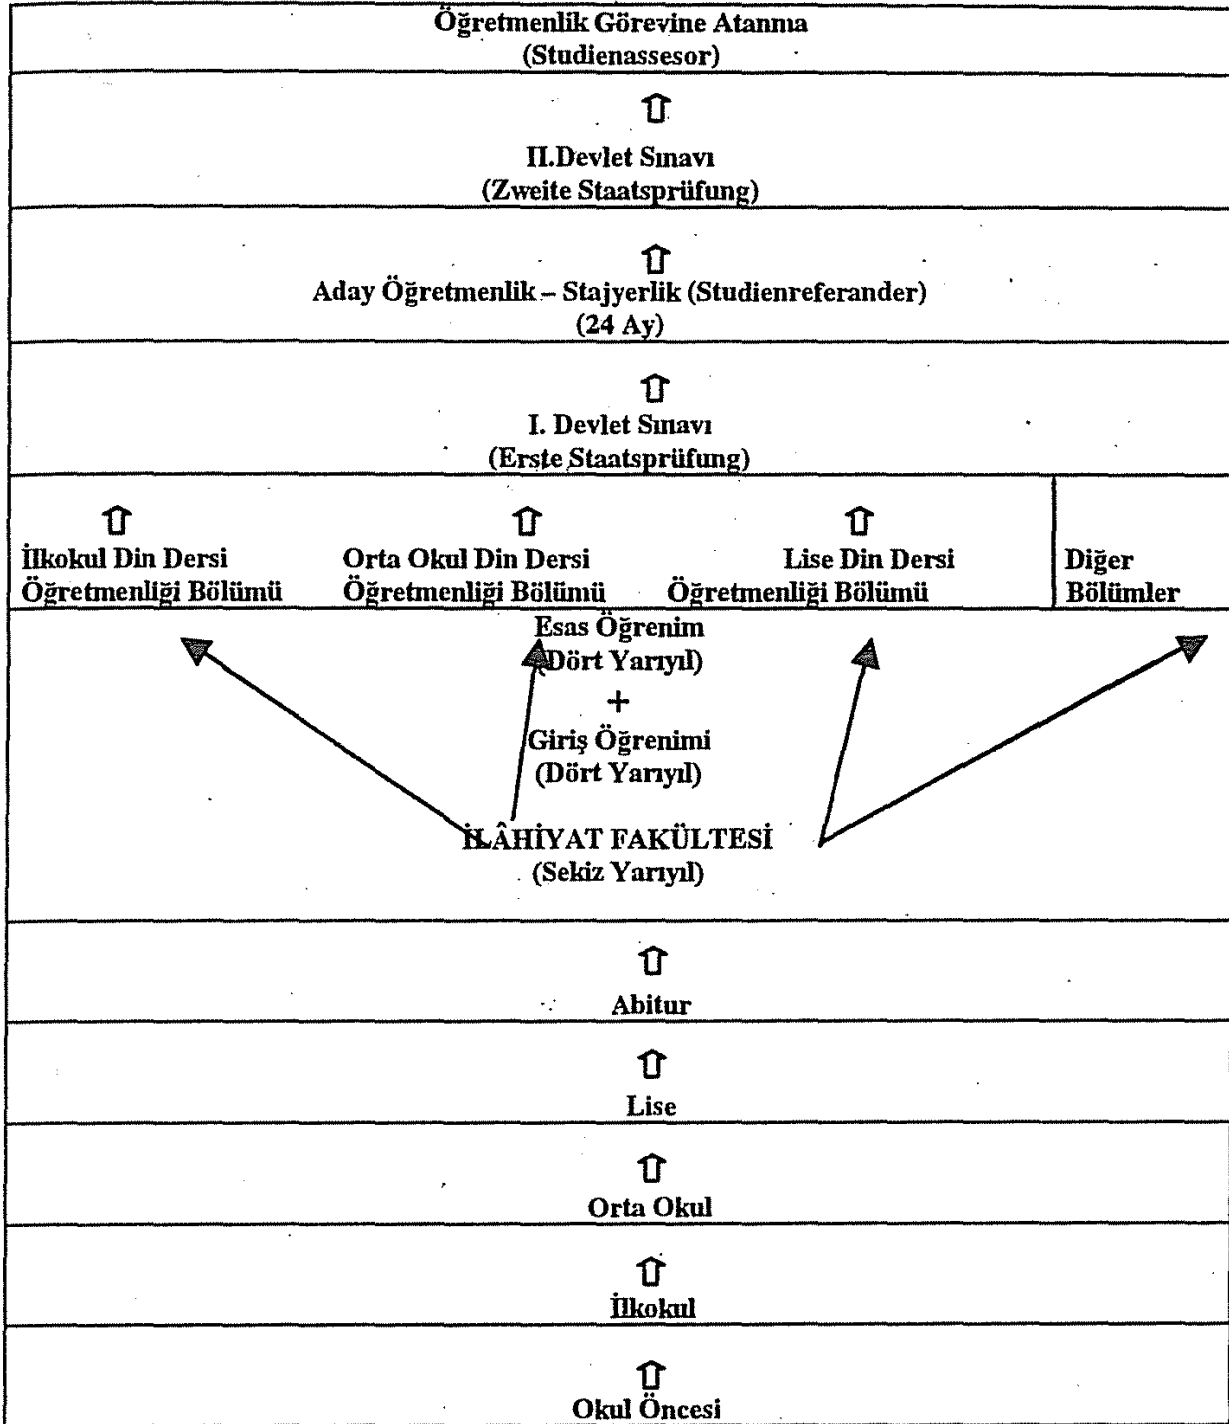 Öğretmenlik Görevine Atanma
(Studienassesor)
II.Devlet Sınavı
(Zweite Staatsprüfung)
Aday Öğretmenlik – Stajyerlik (Studienreferander)
(24 Ay)
I. Devlet Sınavı
(Erste Staatsprüfung)
İlkokul Din Dersi
Öğretmenliği Bölümü
Orta Okul Din Dersi
Öğretmenliği Bölümü
Lise Din Dersi
Öğretmenliği Bölümü
Diğer
Bölümler
Esas Öğrenim
(Dört Yarıyıl)
+
Giriş Öğrenimi
(Dört Yarıyıl)
İLÂHİYAT FAKÜLTESİ
(Sekiz Yarıyıl)
Abitur
Lise
Orta Okul
İlkokul
Okul Öncesi